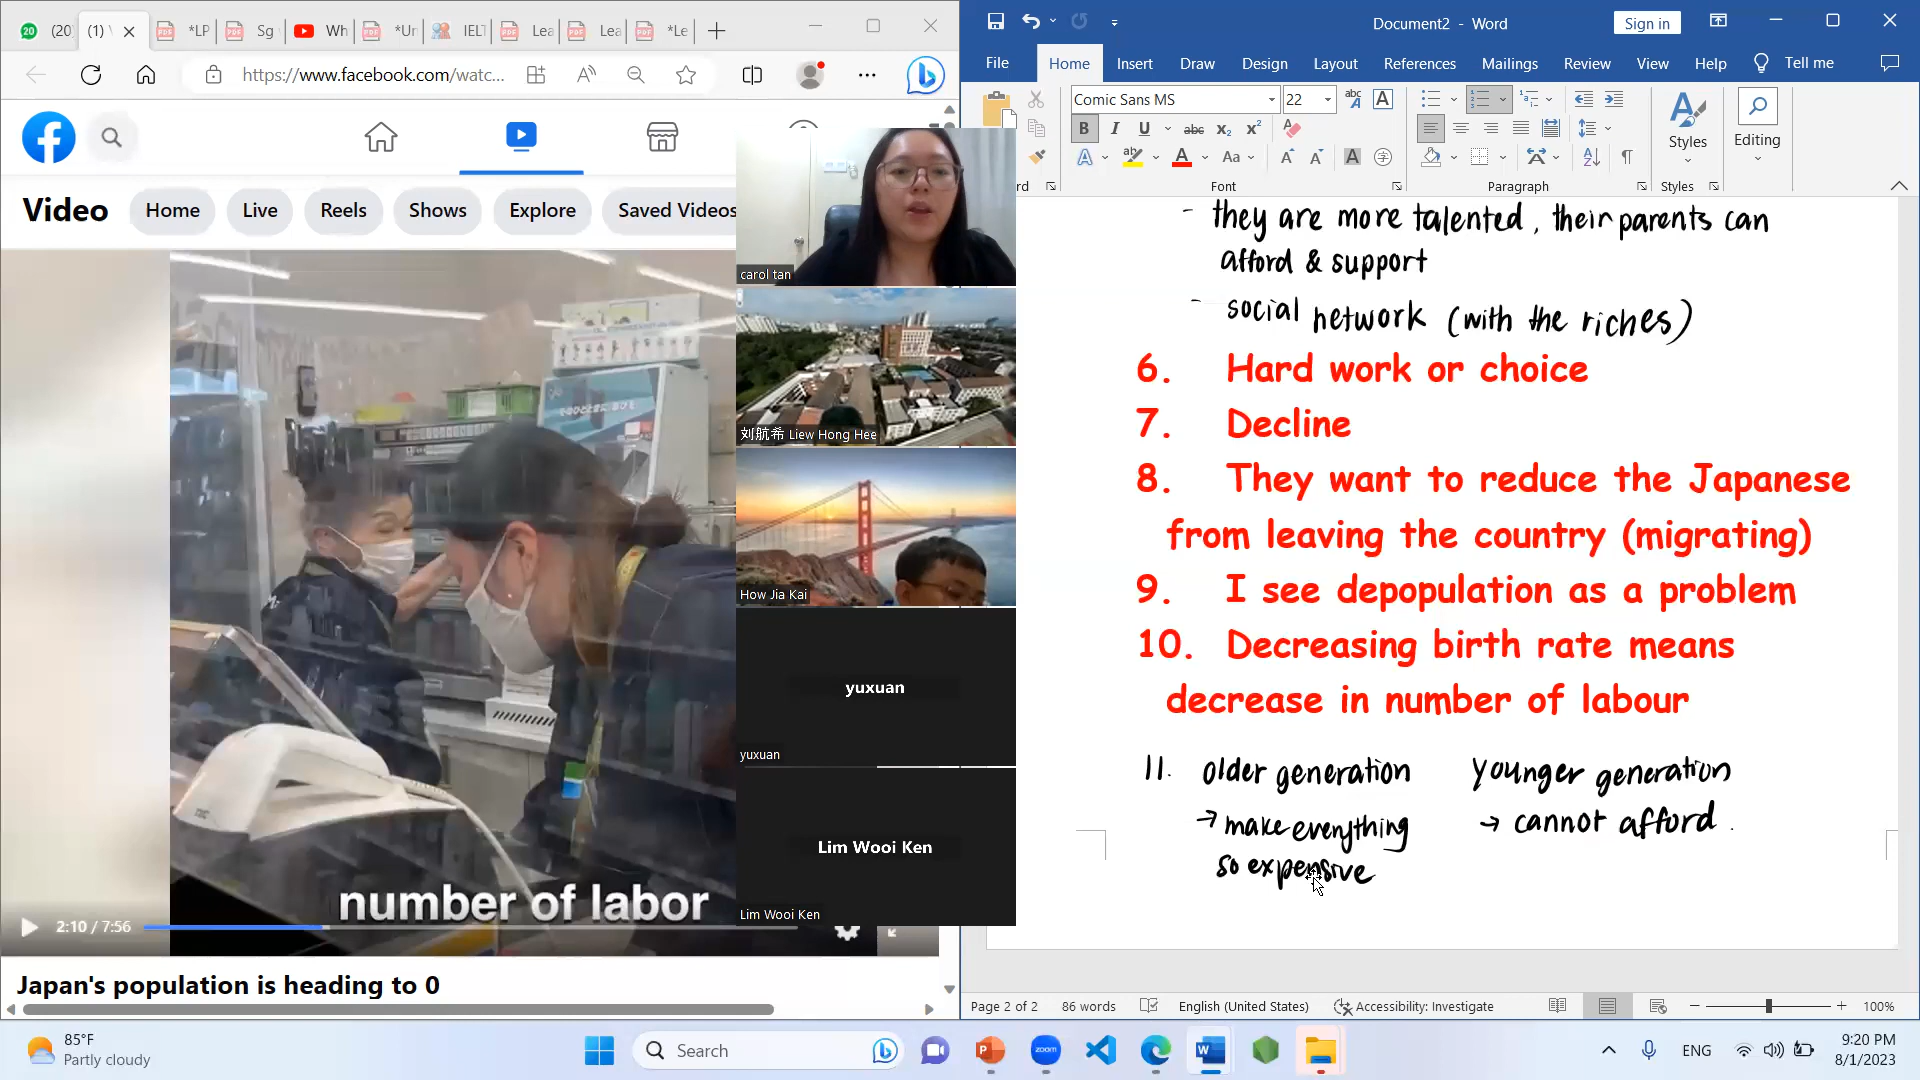 (20)
(1)
*LP
Sg
Wh
*Ur
IELT
Lea
Lea
*Le
https://www.facebook.com/watc...
Video
Home
Live
Reels
Shows
Explore
Saved Videos
number of labor
2:10 / 7:56
Japan's population is heading to 0
carol tan
刘航希 Liew Hong Hee
How Jia Kai
yuxuan
yuxuan
Lim Wooi Ken
Lim Wooi Ken
Document2 - Word
Sign in
File
Home
Insert
Draw
Design
Layout
References
Mailings
Review
View
Help
Tell me
Comic Sans MS
22
Styles
Editing
rd
Font
Paragraph
Styles
- they are more talented, their parents can
afford & support
- social network (with the riches)
6. Hard work or choice
7. Decline
8. They want to reduce the Japanese
from leaving the country (migrating)
9. I see depopulation as a problem
10. Decreasing birth rate means
decrease in number of labour
11. older generation
→ make everything
so expensive
younger generation
→ cannot afford.
Page 2 of 2
86 words
English (United States)
Accessibility: Investigate
100%
85°F
Partly cloudy
Search
zoom
ENG
9:20 PM
8/1/2023